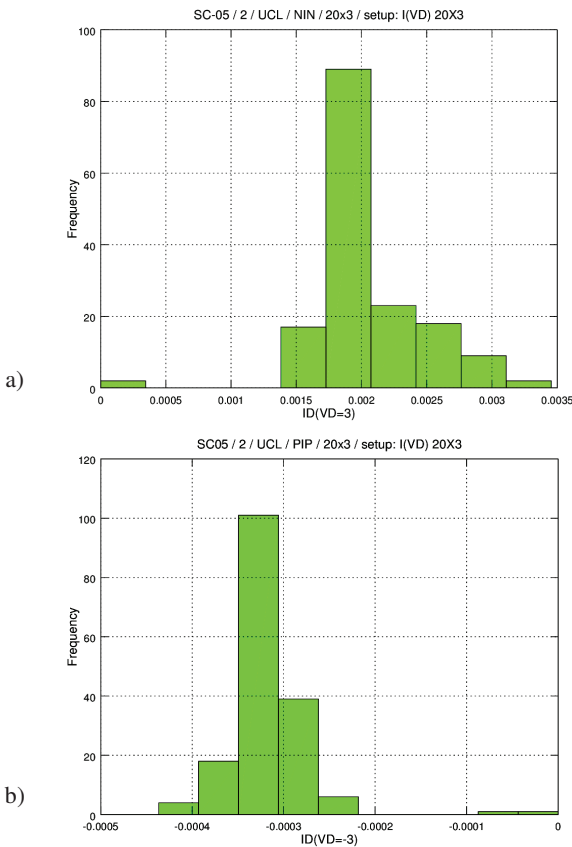 SC-05 / 2 / UCL / NIN / 20x3 / setup: I(VD) 20X3
100
80
60
40
20
0
Frequency
a)
0 0.0005 0.001 0.0015 0.002 0.0025 0.003 0.0035
ID(VD=3)
SC05 / 2 / UCL / PIP / 20x3 / setup: I(VD) 20X3
120
100
80
60
40
20
0
Frequency
b)
-0.0005 -0.0004 -0.0003 -0.0002 -0.0001 0
ID(VD=-3)